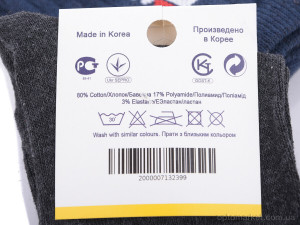 Made in Korea
Произведено
в Корее
80% Cotton/Хлопок/Бавовна 17% Polyamide/Полиамид/Поліамід
3% Elastan/Еластан/ластан
Wash with similar colours. Прати з близьким кольором
2000007132399